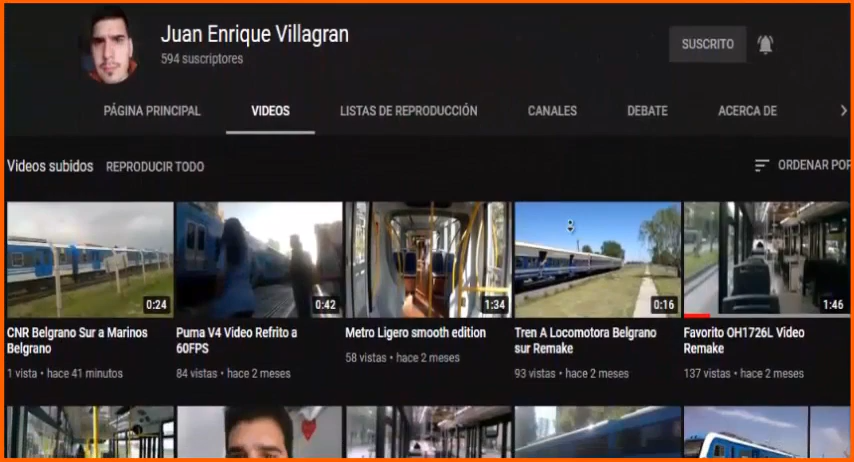 Juan Enrique Villagran
594 suscriptores
SUSCRITO
PÁGINA PRINCIPAL VIDEOS LISTAS DE REPRODUCCIÓN CANALES DEBATE ACERCA DE
Videos subidos REPRODUCIR TODO ORDENAR POR
0:24 0:42 1:34 0:16 1:46
CNR Belgrano Sur a Marinos
Belgrano
1 vista • hace 41 minutos
Puma V4 Video Refrito a
60FPS
84 vistas • hace 2 meses
Metro Ligero smooth edition
58 vistas • hace 2 meses
Tren A Locomotora Belgrano
sur Remake
93 vistas • hace 2 meses
Favorito OH1726L Video
Remake
137 vistas • hace 2 meses